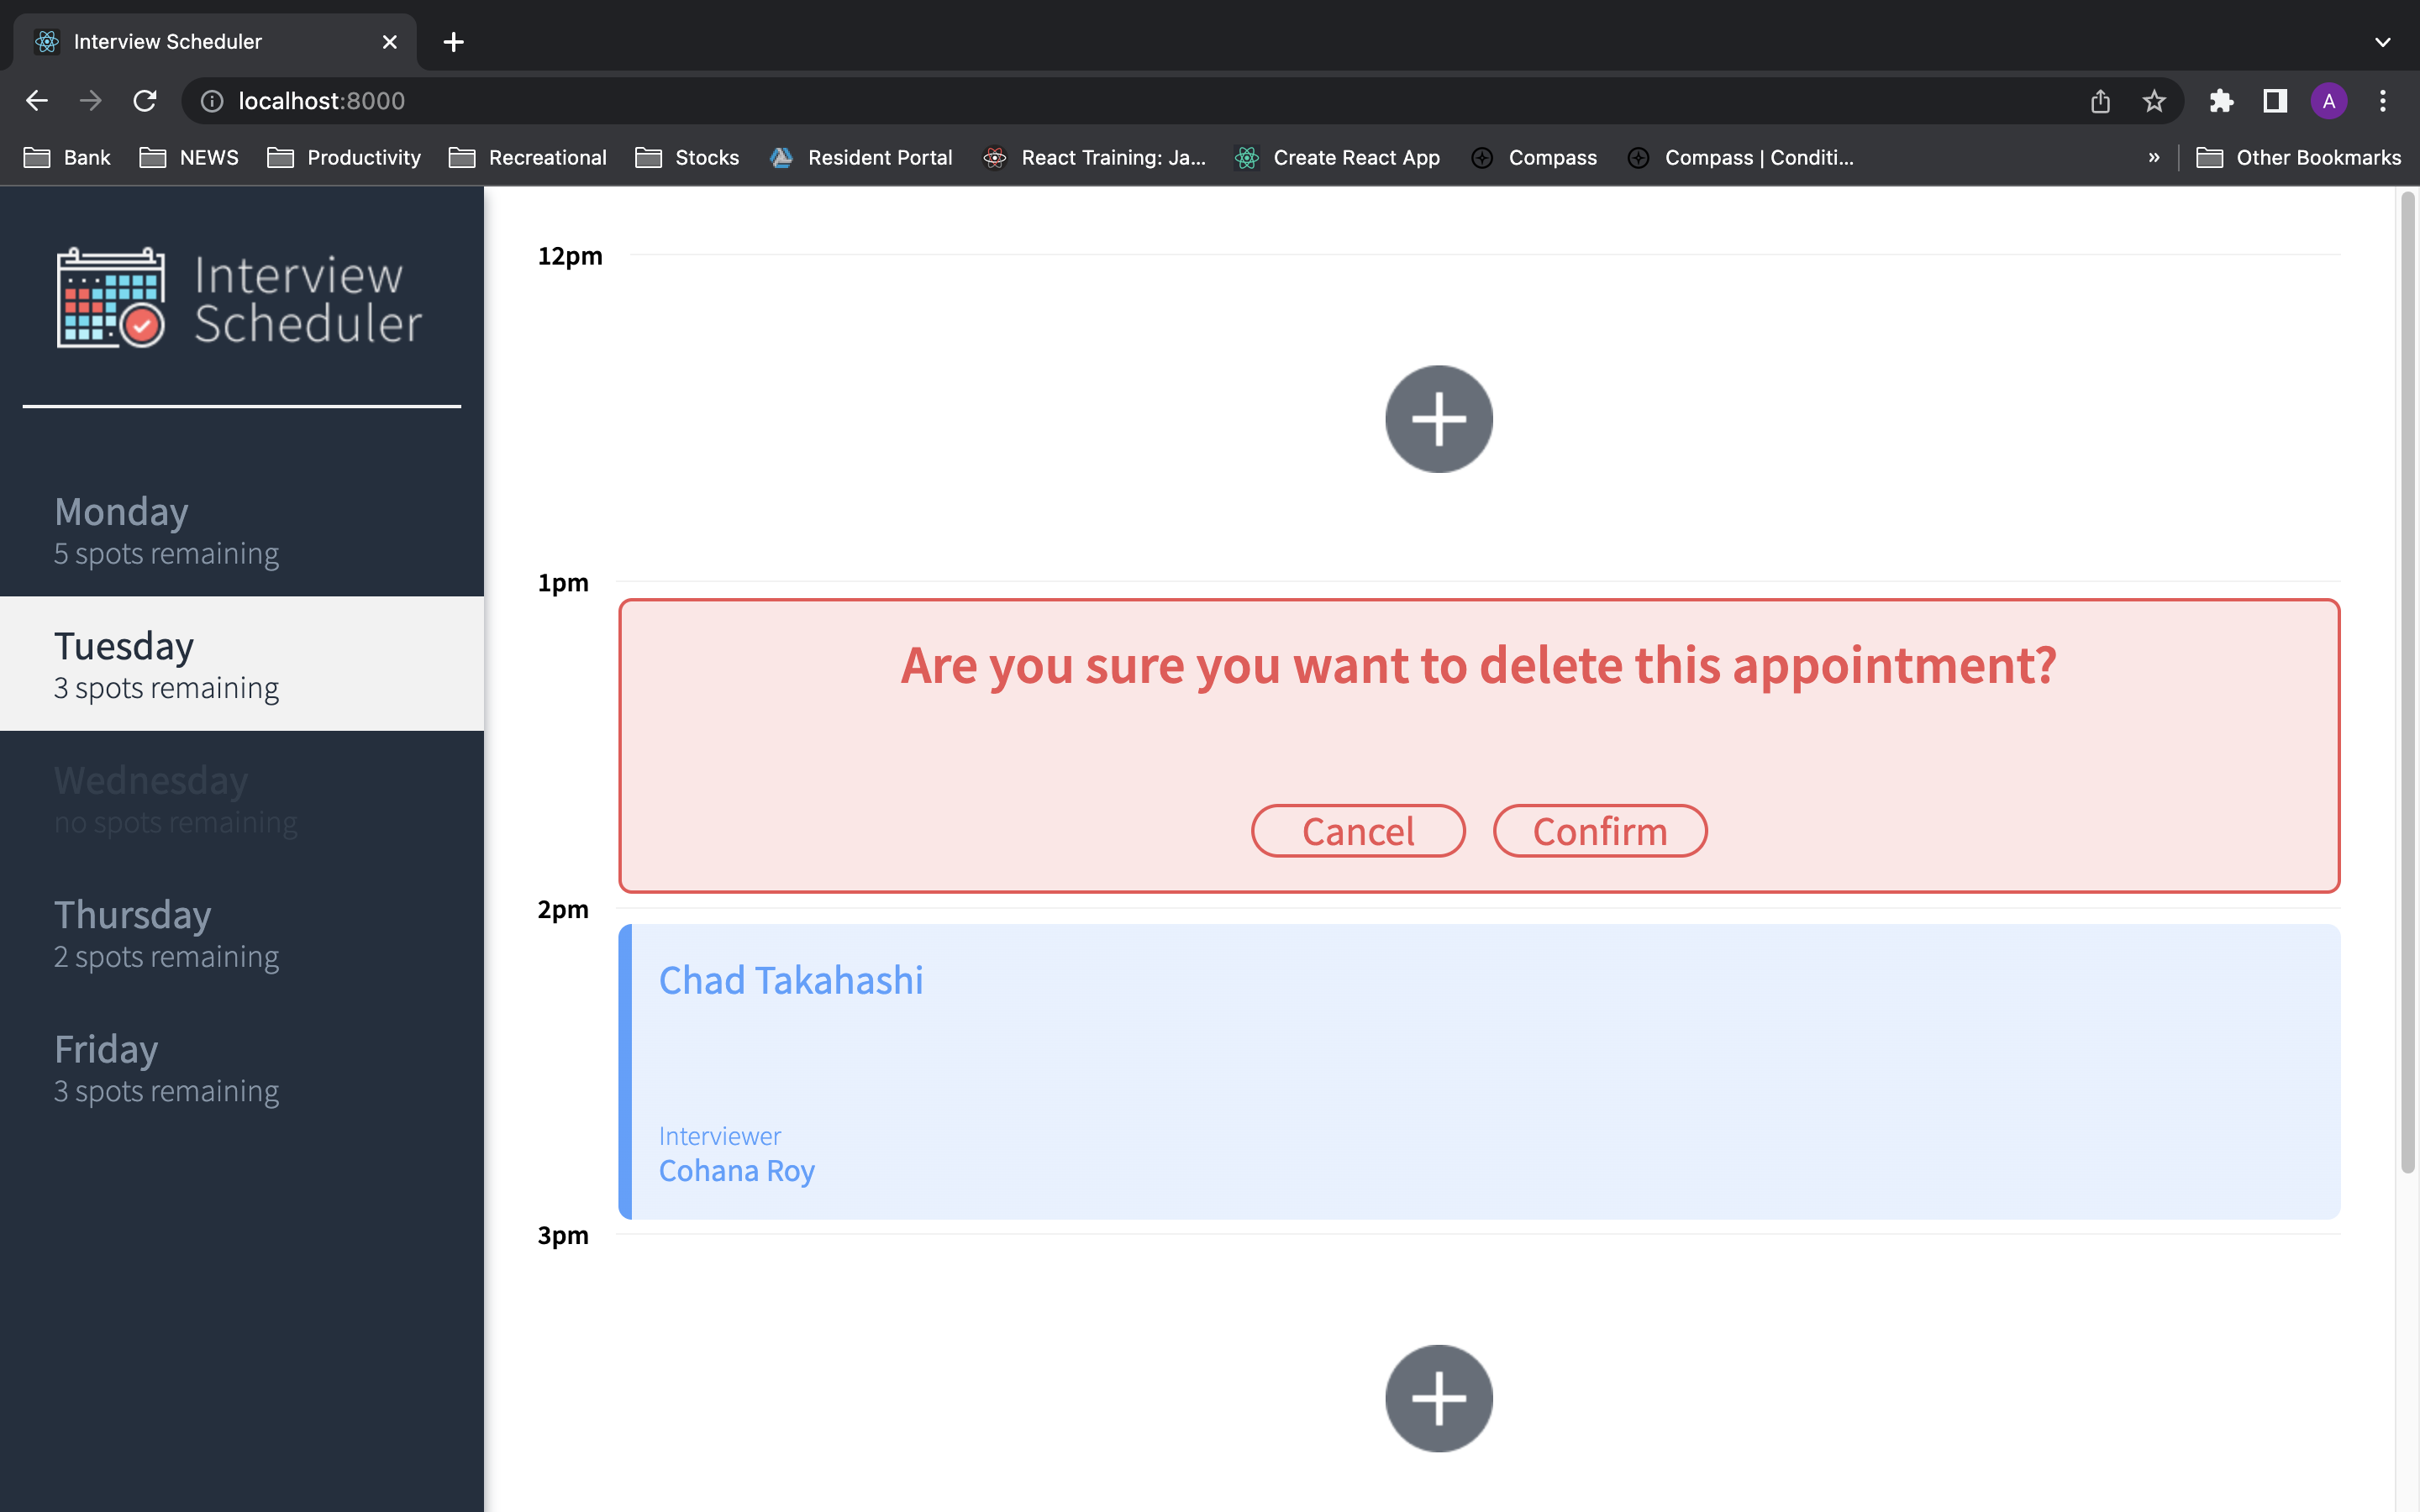 Interview Scheduler
localhost:8000
A
Bank NEWS Productivity Recreational Stocks Resident Portal React Training: Ja... Create React App Compass Compass | Conditi... » Other Bookmarks
Interview
Scheduler
Monday
5 spots remaining
Tuesday
3 spots remaining
Wednesday
no spots remaining
Thursday
2 spots remaining
Friday
3 spots remaining
12pm
1pm
Are you sure you want to delete this appointment?
Cancel Confirm
2pm
Chad Takahashi
Interviewer
Cohana Roy
3pm